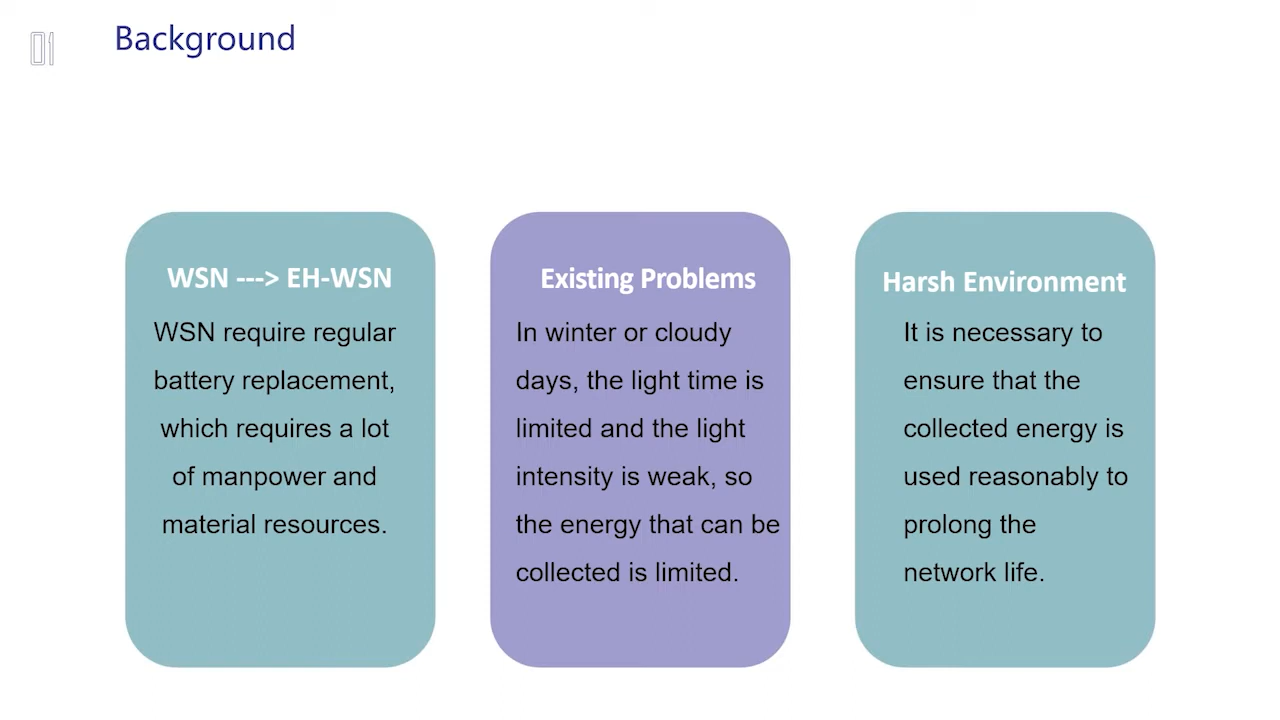 01
Background
WSN ---> EH-WSN
WSN require regular
battery replacement,
which requires a lot
of manpower and
material resources.
Existing Problems
In winter or cloudy
days, the light time is
limited and the light
intensity is weak, so
the energy that can be
collected is limited.
Harsh Environment
It is necessary to
ensure that the
collected energy is
used reasonably to
prolong the
network life.